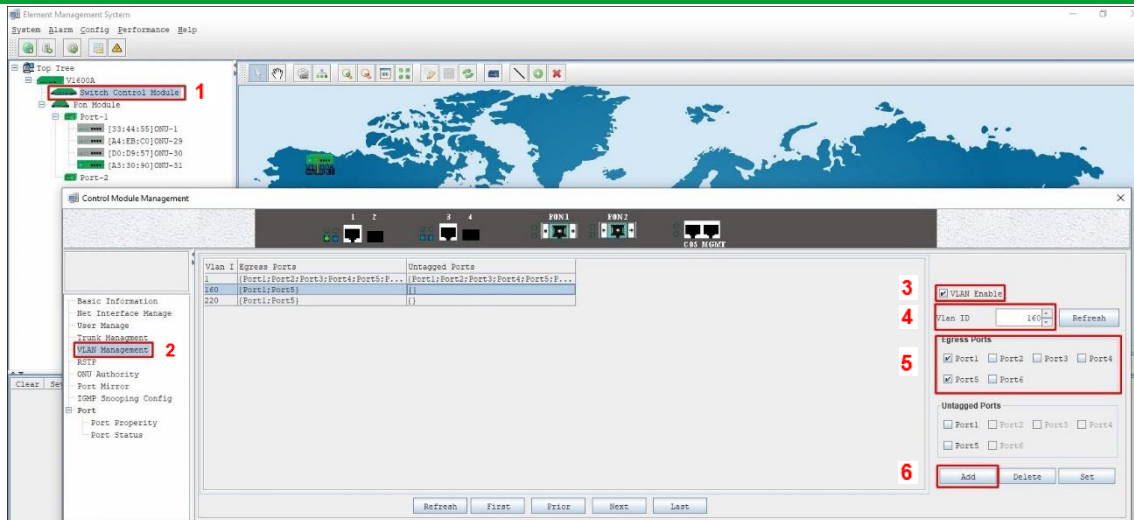 Element Management System
System Alarm Config Performance Help
Top Tree
V1600A
Switch Control Module 1
Pon Module
Port-1
[33:44:55]ONU-1
[A4:EB:C0]ONU-29
[D0:D9:57]ONU-30
[A3:30:90]ONU-31
Port-2
Control Module Management
1 2 3 4 PON1 PON2
COS MGMT
Vlan I Egress Ports Untagged Ports
1 {Port1;Port2;Port3;Port4;Port5;P... {Port1;Port2;Port3;Port4;Port5;P...
160 {Port1;Port5} {}
220 {Port1;Port5} {}
Basic Information
Net Interface Manage
User Manage
Trunk Managment
VLAN Management 2
RSTP
ONU Authority
Port Mirror
IGMP Snooping Config
Port
Port Properity
Port Status
Clear
3 VLAN Enable
4 Vlan ID 160 Refresh
Egress Ports
5 Port1 Port2 Port3 Port4
Port5 Port6
Untagged Ports
Port1 Port2 Port3 Port4
Port5 Port6
6 Add Delete Set
Refresh First Prior Next Last